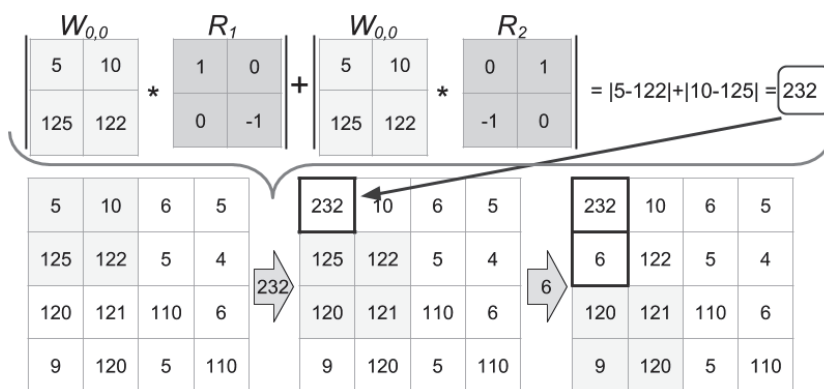 W0,0 R1 W0,0 R2
5 10 1 0 5 10 0 1
* + * = |5-122|+|10-125| = 232
125 122 0 -1 125 122 -1 0
5 10 6 5 232 10 6 5 232 10 6 5
125 122 5 4 125 122 5 4 6 122 5 4
232 6
120 121 110 6 120 121 110 6 120 121 110 6
9 120 5 110 9 120 5 110 9 120 5 110